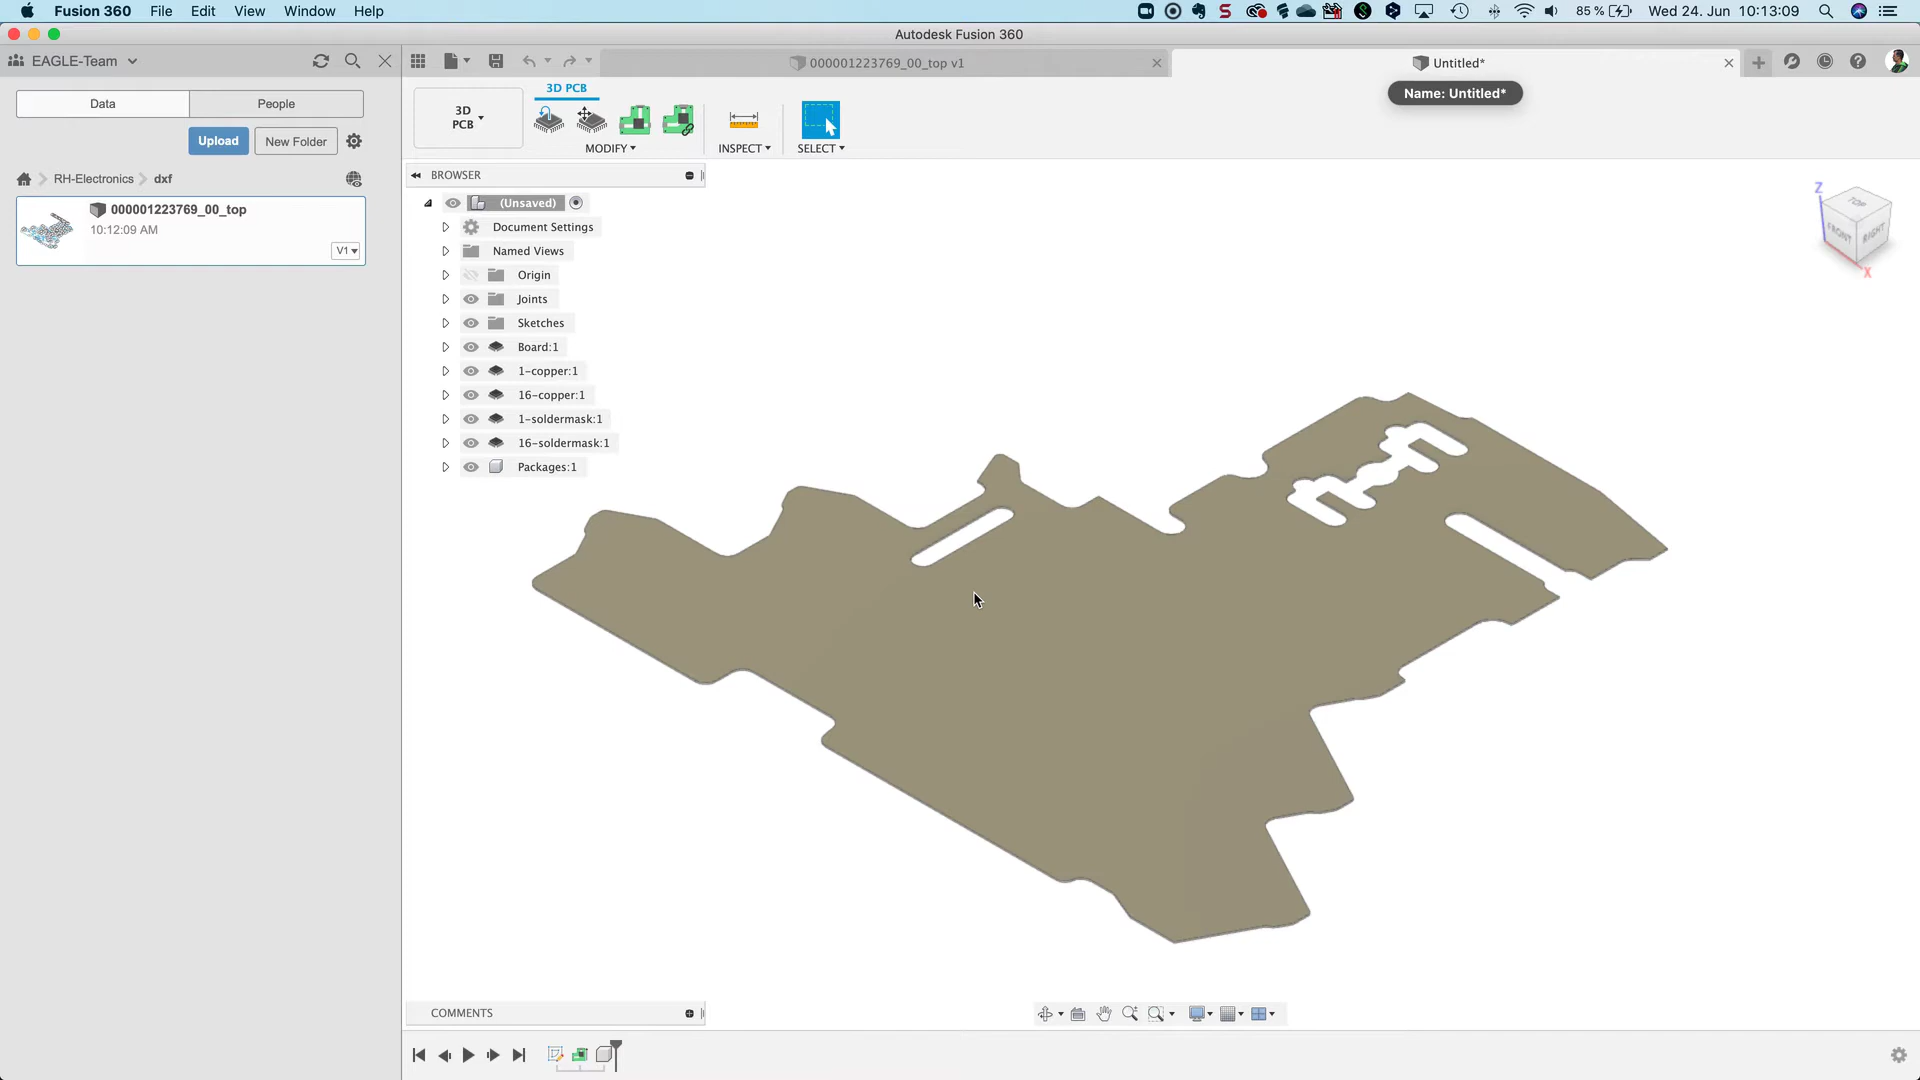 Fusion 360 File Edit View Window Help
85 % Wed 24. Jun 10:13:09
Autodesk Fusion 360
EAGLE-Team
000001223769_00_top v1
Untitled*
Name: Untitled*
Data
People
Upload
New Folder
RH-Electronics
dxf
000001223769_00_top
10:12:09 AM
V1
3D PCB
3D
PCB
MODIFY
INSPECT
SELECT
BROWSER
(Unsaved)
Document Settings
Named Views
Origin
Joints
Sketches
Board:1
1-copper:1
16-copper:1
1-soldermask:1
16-soldermask:1
Packages:1
Z
TOP
FRONT
RIGHT
X
COMMENTS